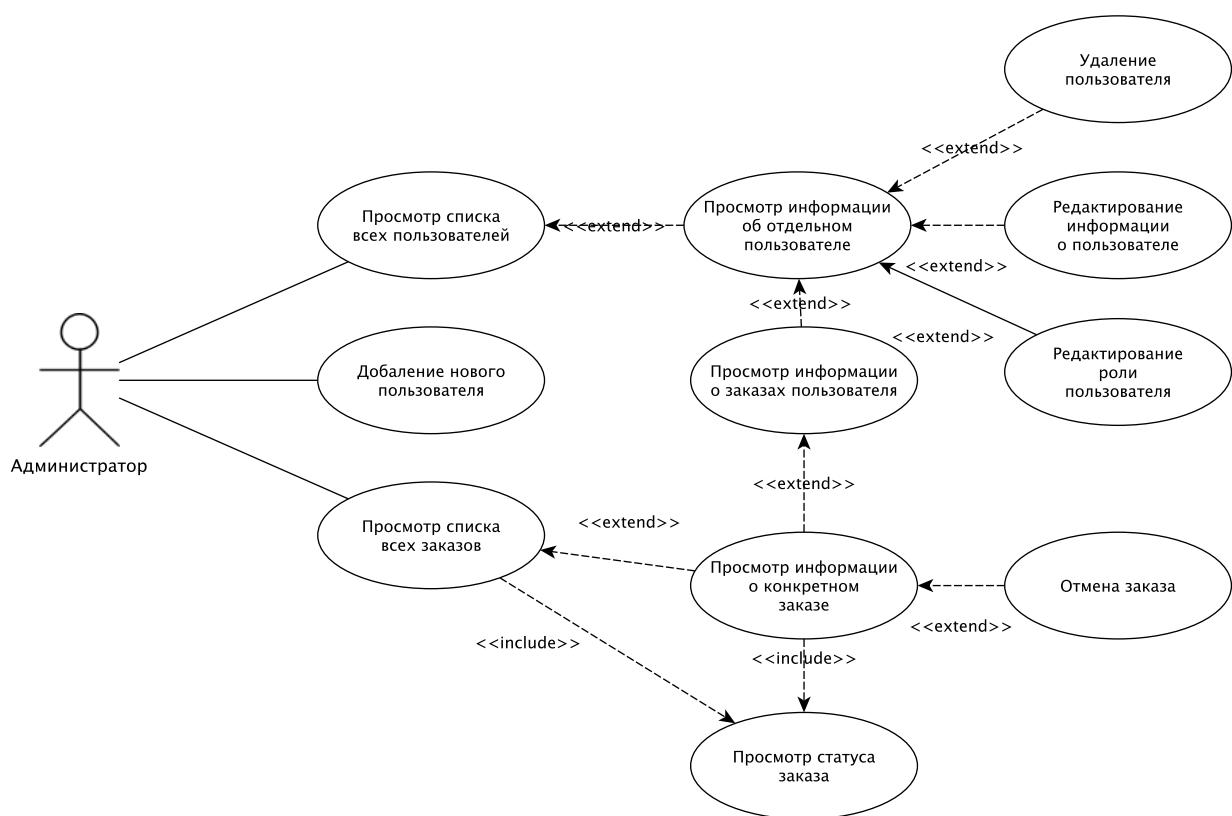 Удаление
пользователя
<<extend>>
Просмотр списка
всех пользователей
<<extend>>
Просмотр информации
об отдельном
пользователе
Редактирование
информации
о пользователе
<<extend>>
<<extend>>
<<extend>>
Добаление нового
пользователя
Просмотр информации
о заказах пользователя
Редактирование
роли
пользователя
Администратор
<<extend>>
Просмотр списка
всех заказов
<<extend>>
Просмотр информации
о конкретном
заказе
Отмена заказа
<<extend>>
<<include>>
<<include>>
Просмотр статуса
заказа